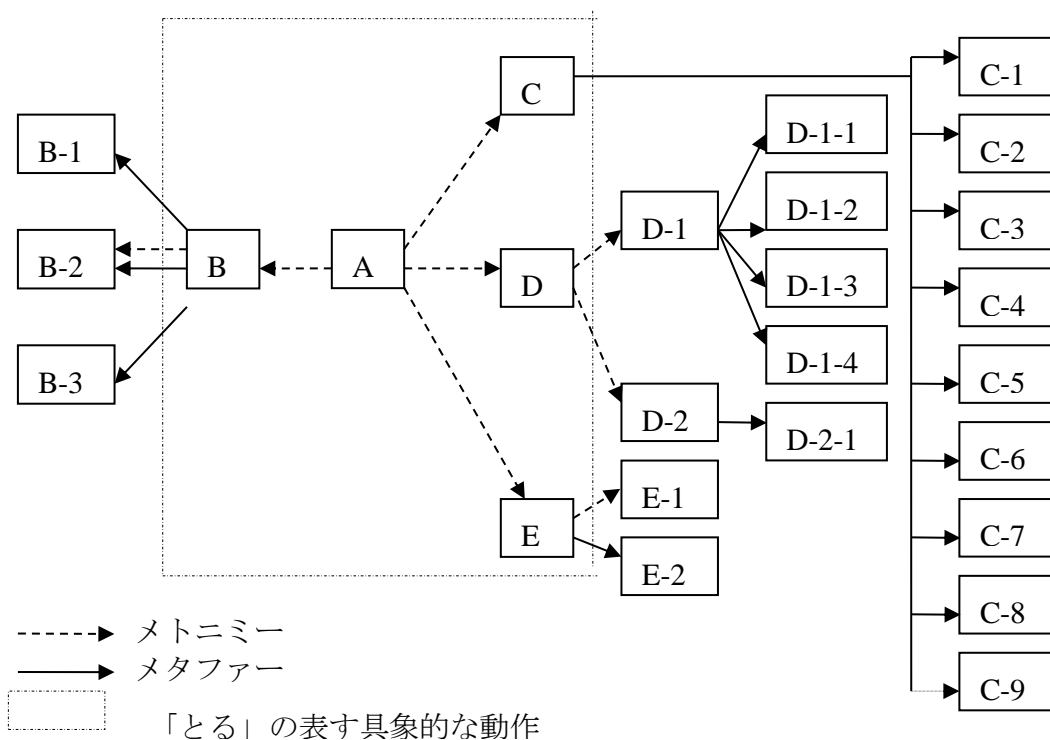 C
C-1
D-1-1
B-1
C-2
D-1-2
C-3
D-1
B-2
B
A
D
D-1-3
C-4
D-1-4
B-3
C-5
D-2
D-2-1
C-6
E-1
E
C-7
E-2
C-8
メトニミー
メタファー
C-9
「とる」の表す具象的な動作